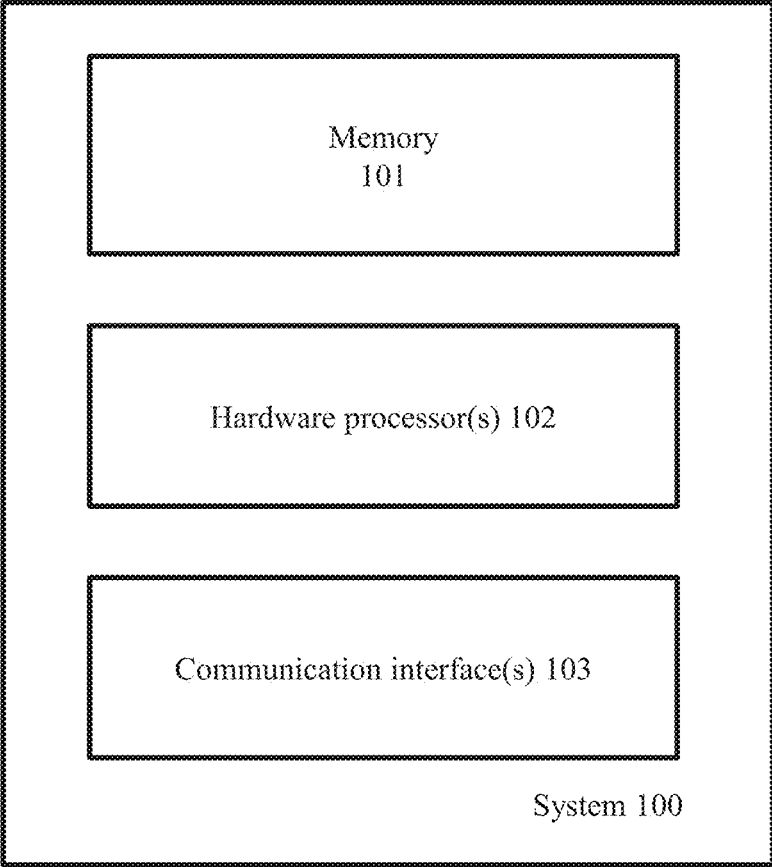 Memory
101
Hardware processor(s) 102
Communication interface(s) 103
System 100